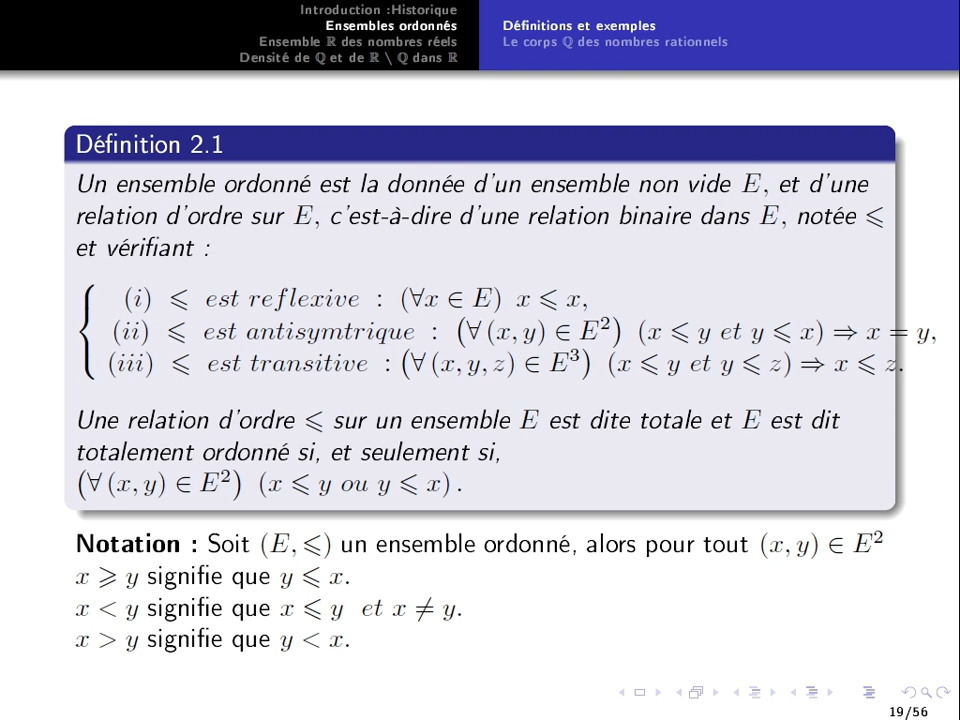 Introduction :Historique
Ensembles ordonnés
Ensemble ℝ des nombres réels
Densité de ℚ et de ℝ \ ℚ dans ℝ
Définitions et exemples
Le corps ℚ des nombres rationnels
Définition 2.1
Un ensemble ordonné est la donnée d'un ensemble non vide E, et d'une
relation d'ordre sur E, c'est-à-dire d'une relation binaire dans E, notée ⩽
et vérifiant :
(i) ⩽ est reflexive : (∀x ∈ E) x ⩽ x,
(ii) ⩽ est antisymtrique : (∀ (x, y) ∈ E²) (x ⩽ y et y ⩽ x) ⇒ x = y,
(iii) ⩽ est transitive : (∀ (x, y, z) ∈ E³) (x ⩽ y et y ⩽ z) ⇒ x ⩽ z.
Une relation d'ordre ⩽ sur un ensemble E est dite totale et E est dit
totalement ordonné si, et seulement si,
(∀ (x, y) ∈ E²) (x ⩽ y ou y ⩽ x) .
Notation : Soit (E, ⩽) un ensemble ordonné, alors pour tout (x, y) ∈ E²
x ⩾ y signifie que y ⩽ x.
x < y signifie que x ⩽ y et x ≠ y.
x > y signifie que y < x.
19/56